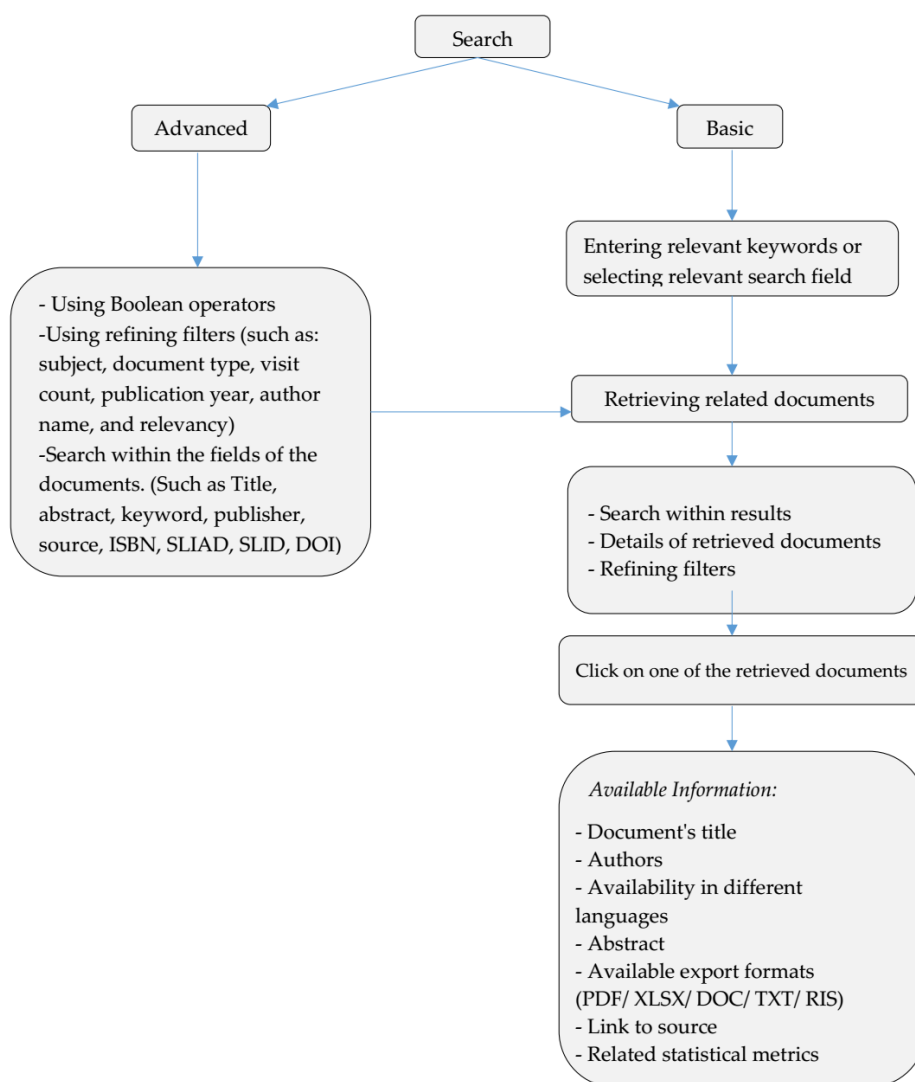 Search
Advanced
Basic
Entering relevant keywords or
selecting relevant search field
- Using Boolean operators
-Using refining filters (such as:
subject, document type, visit
count, publication year, author
name, and relevancy)
-Search within the fields of the
documents. (Such as Title,
abstract, keyword, publisher,
source, ISBN, SLIAD, SLID, DOI)
Retrieving related documents
- Search within results
- Details of retrieved documents
- Refining filters
Click on one of the retrieved documents
Available Information:
- Document's title
- Authors
- Availability in different
languages
- Abstract
- Available export formats
(PDF/ XLSX/ DOC/ TXT/ RIS)
- Link to source
- Related statistical metrics